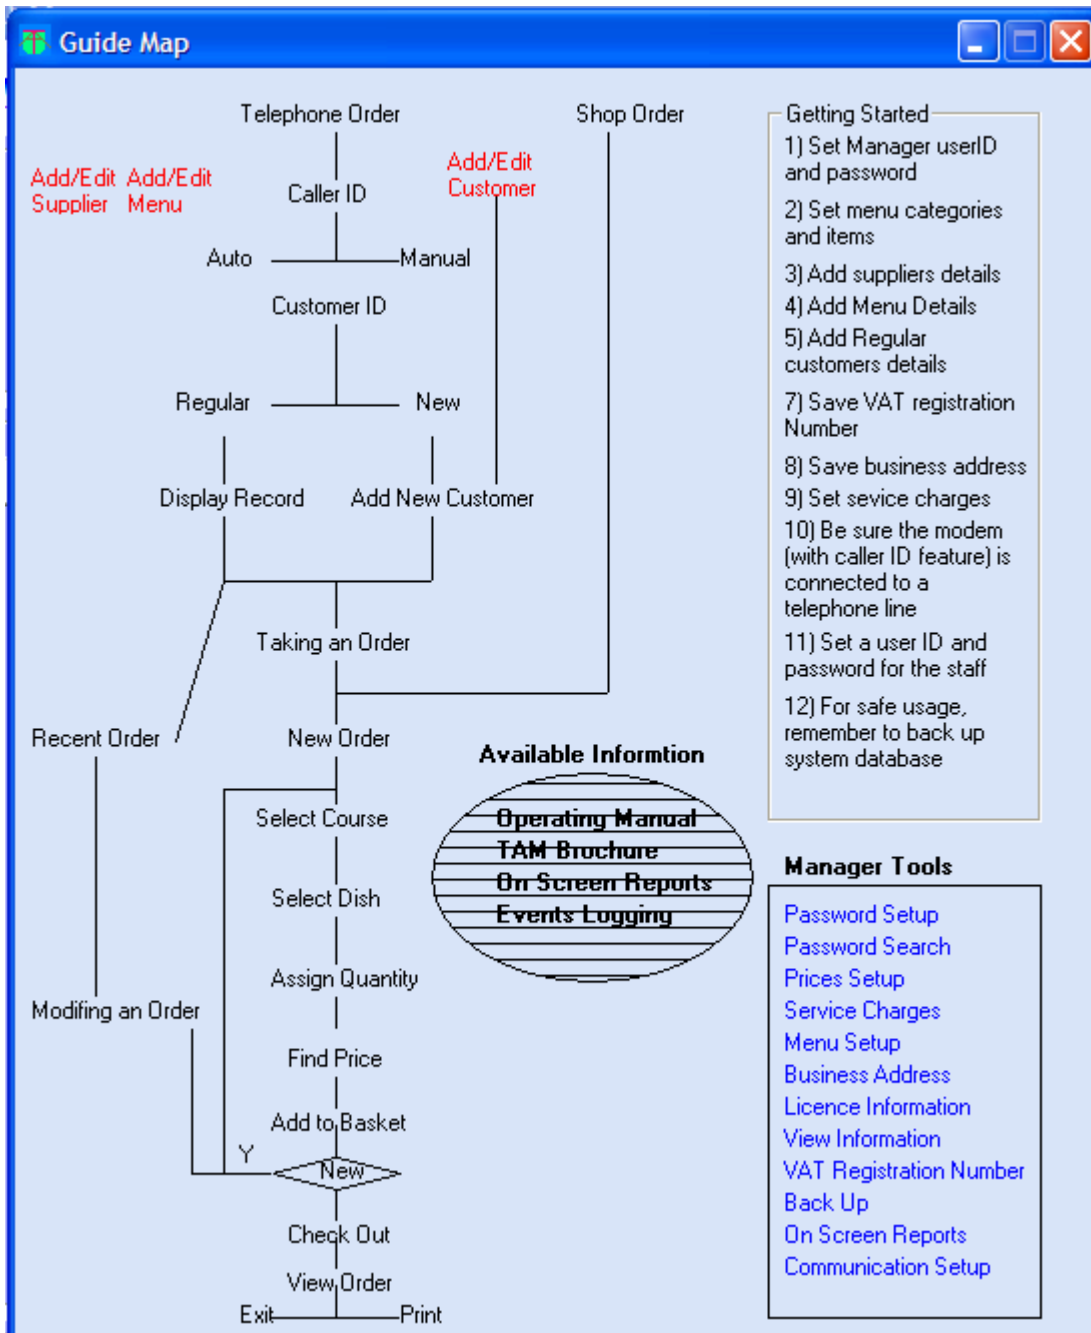 Guide Map
Telephone Order
Shop Order
Add/Edit
Supplier
Add/Edit
Menu
Add/Edit
Customer
Caller ID
Auto
Manual
Customer ID
Regular
New
Display Record
Add New Customer
Taking an Order
Recent Order
New Order
Select Course
Select Dish
Assign Quantity
Modifing an Order
Find Price
Add to Basket
Y
New
Check Out
View Order
Exit
Print
Available Informtion
Operating Manual
TAM Brochure
On Screen Reports
Events Logging
Getting Started
1) Set Manager userID
and password
2) Set menu categories
and items
3) Add suppliers details
4) Add Menu Details
5) Add Regular
customers details
7) Save VAT registration
Number
8) Save business address
9) Set sevice charges
10) Be sure the modem
(with caller ID feature) is
connected to a
telephone line
11) Set a user ID and
password for the staff
12) For safe usage,
remember to back up
system database
Manager Tools
Password Setup
Password Search
Prices Setup
Service Charges
Menu Setup
Business Address
Licence Information
View Information
VAT Registration Number
Back Up
On Screen Reports
Communication Setup